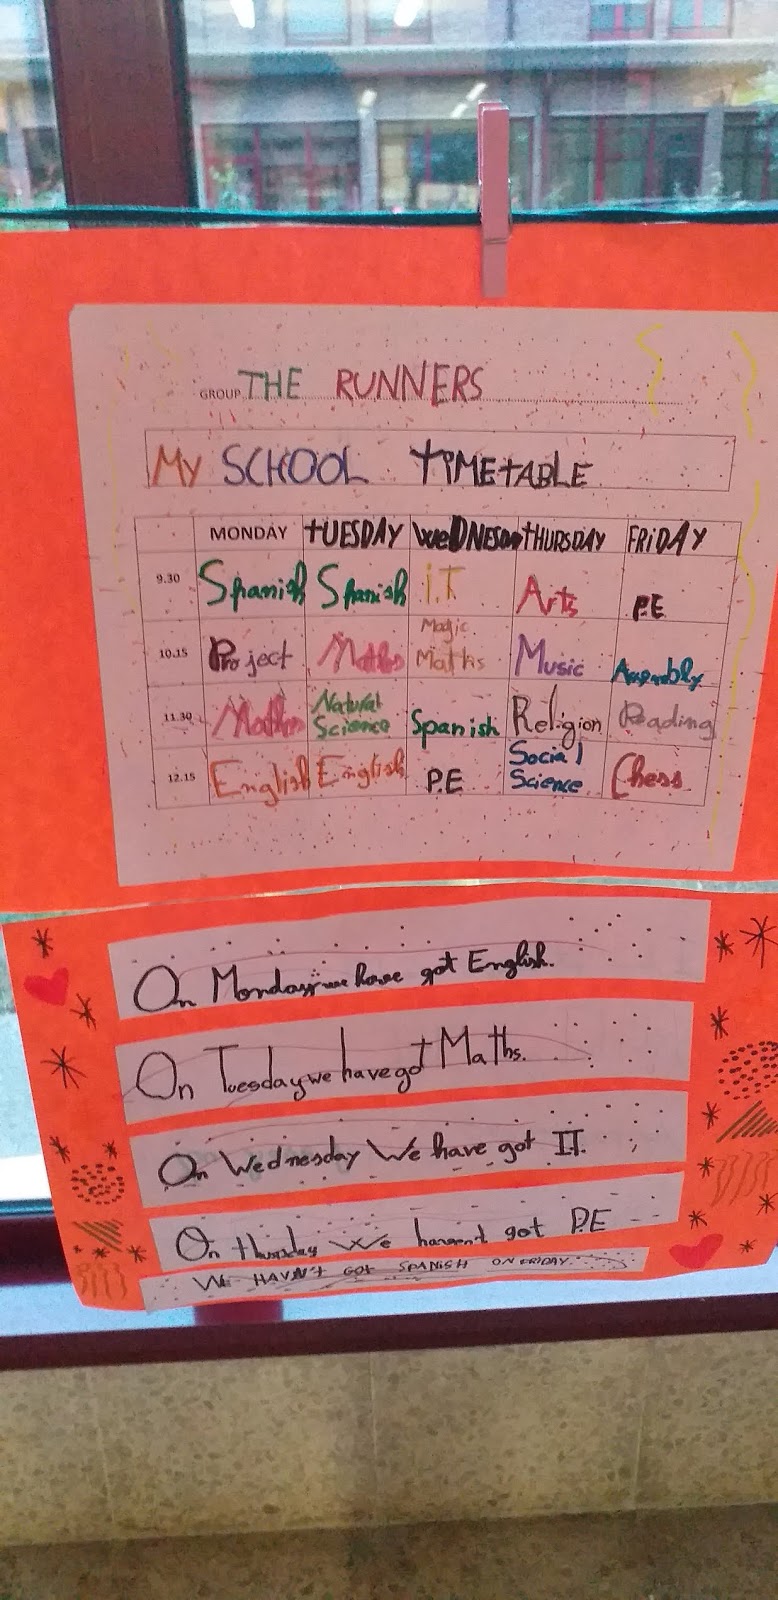 GROUP THE RUNNERS
My SCHOOL TIMETABLE
MONDAY TUESDAY WEDNESDAY THURSDAY FRIDAY
9.30 Spanish Spanish I.T Arts P.E
10.15 Project Maths Magic Maths Music Assembly
11.30 Maths Natural Science Spanish Religion Reading
12.15 English English P.E Social Science Chess
On Monday we have got English.
On Tuesday we have got Maths.
On Wednesday We have got I.T.
On thursday We haven't got P.E
WE HAVN'T GOT SPANISH ON FRIDAY.